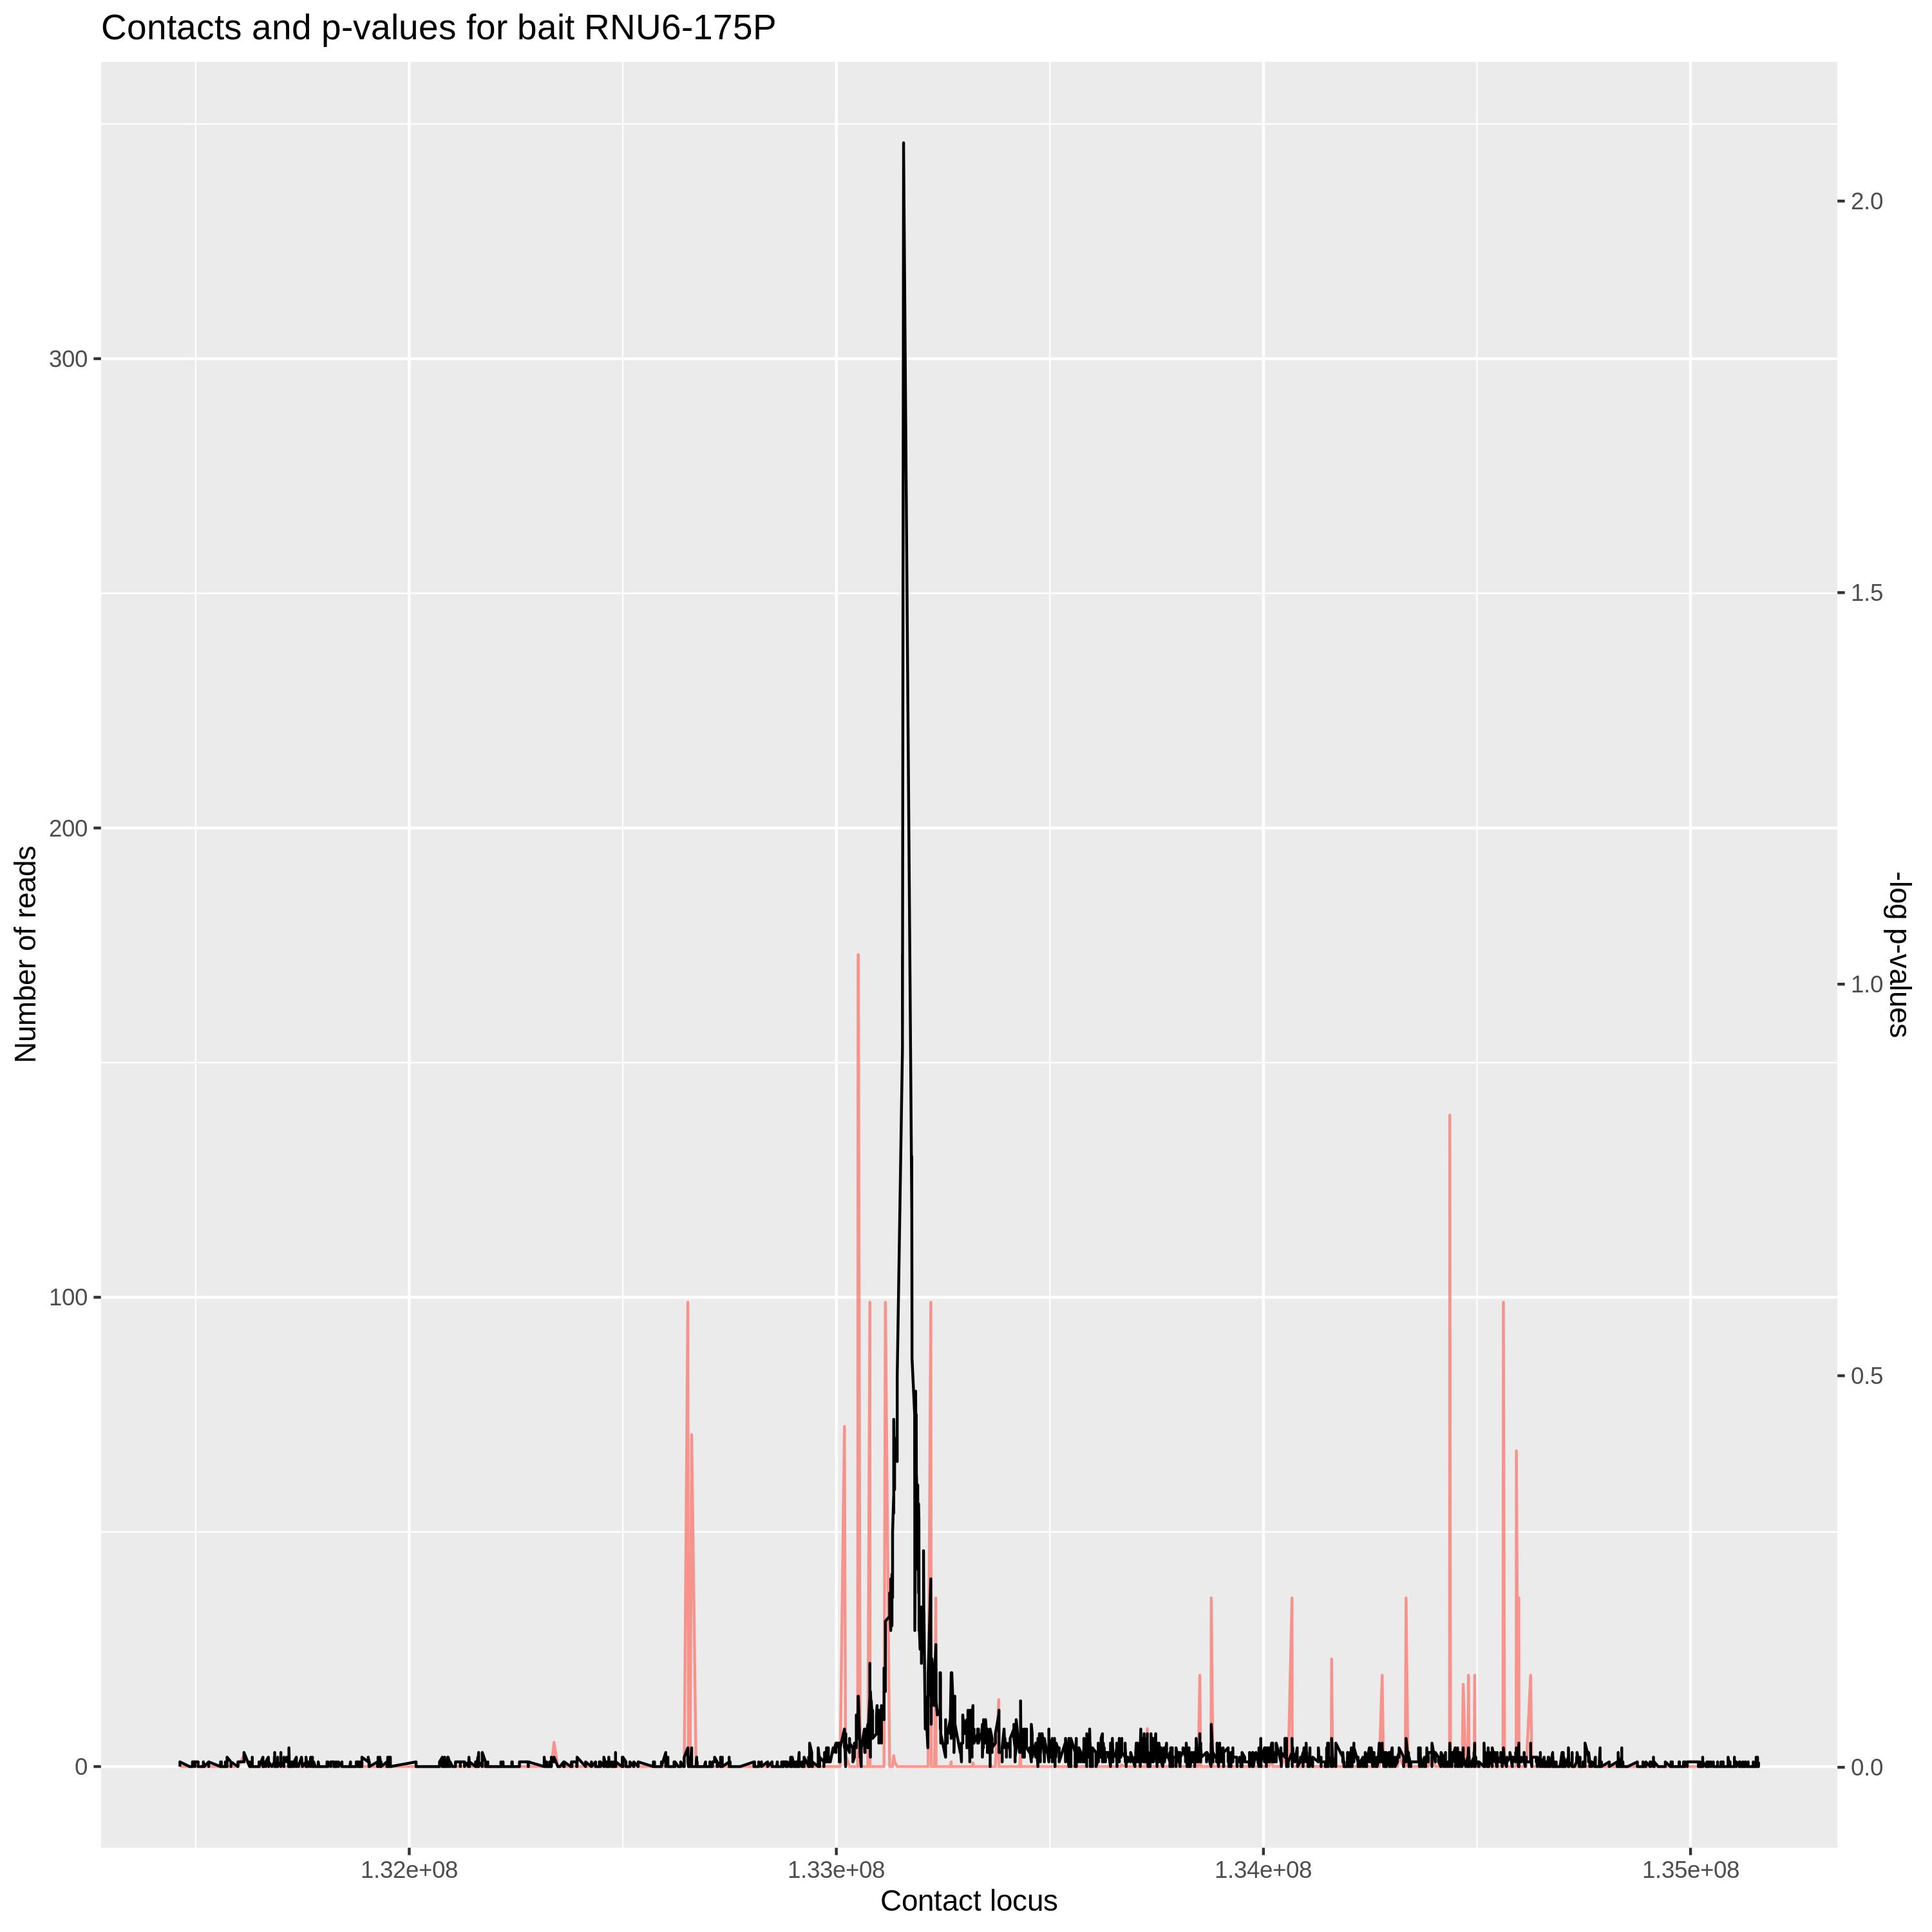 Contacts and p-values for bait RNU6-175P
300
200
100
0
Number of reads
2.0
1.5
1.0
0.5
0.0
-log p-values
1.32e+08
1.33e+08
1.34e+08
1.35e+08
Contact locus